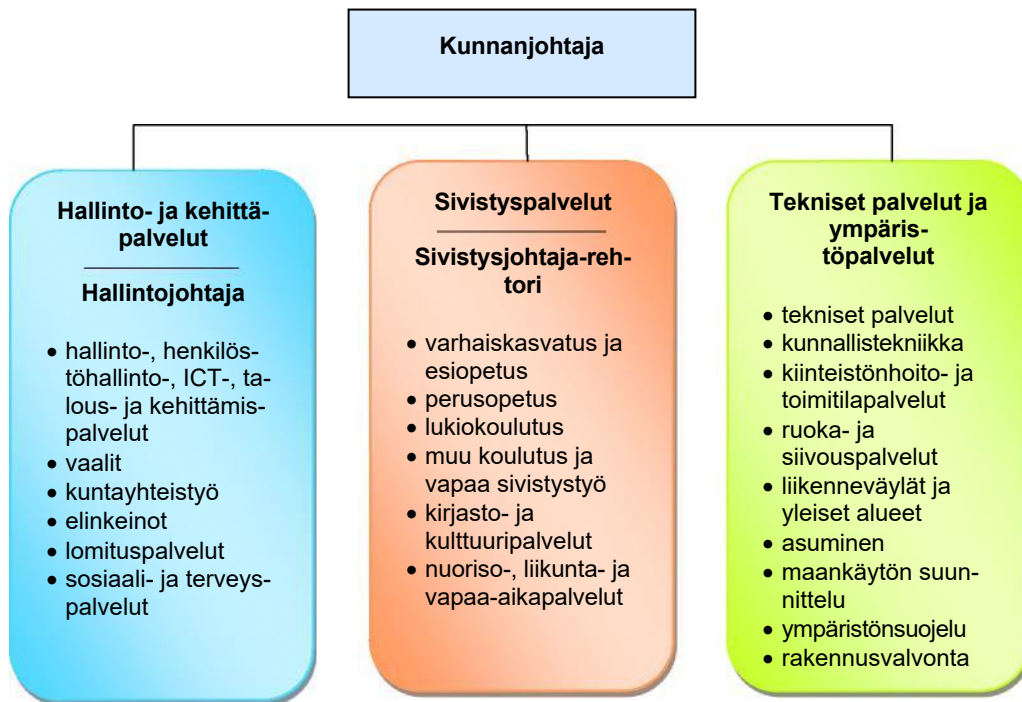 Kunnanjohtaja
Hallinto- ja kehittä-
palvelut
Hallintojohtaja
• hallinto-, henkilös-
töhallinto-, ICT-, ta-
lous- ja kehittämis-
palvelut
• vaalit
• kuntayhteistyö
• elinkeinot
• lomituspalvelut
• sosiaali- ja terveys-
palvelut
Sivistyspalvelut
Sivistysjohtaja-reh-
tori
• varhaiskasvatus ja
esiopetus
• perusopetus
• lukiokoulutus
• muu koulutus ja
vapaa sivistystyö
• kirjasto- ja
kulttuuripalvelut
• nuoriso-, liikunta- ja
vapaa-aikapalvelut
Tekniset palvelut ja
ympäris-
töpalvelut
• tekniset palvelut
• kunnallistekniikka
• kiinteistönhoito- ja
toimitilapalvelut
• ruoka- ja
siivouspalvelut
• liikenneväylät ja
yleiset alueet
• asuminen
• maankäytön suun-
nittelu
• ympäristönsuojelu
• rakennusvalvonta